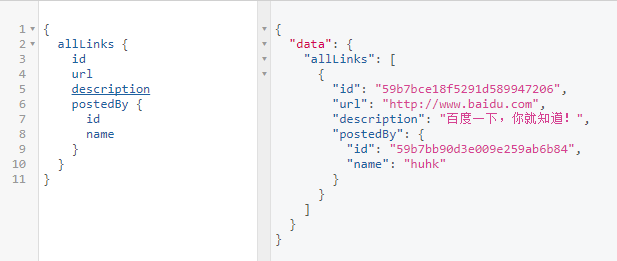 1 {
2 allLinks {
3 id
4 url
5 description
6 postedBy {
7 id
8 name
9 }
10 }
11 }
{
"data": {
"allLinks": [
{
"id": "59b7bce18f5291d589947206",
"url": "http://www.baidu.com",
"description": "百度一下，你就知道！",
"postedBy": {
"id": "59b7bb90d3e009e259ab6b84",
"name": "huhk"
}
}
]
}
}